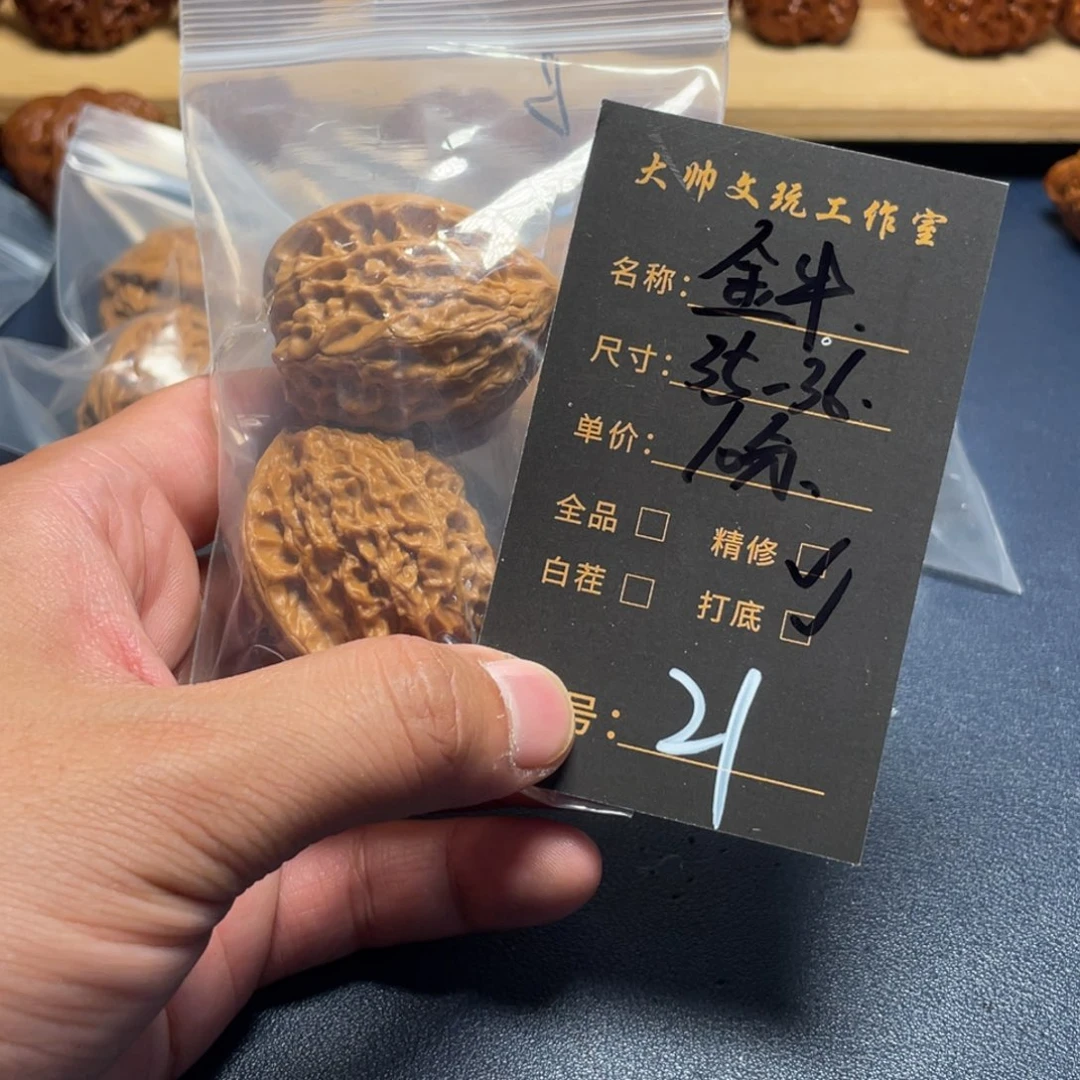 大帅文玩工作室
名称: 金牛.
尺寸: 35-36.
单价:
全品 □ 精修 □
白茬 □ 打底 □
号: 21